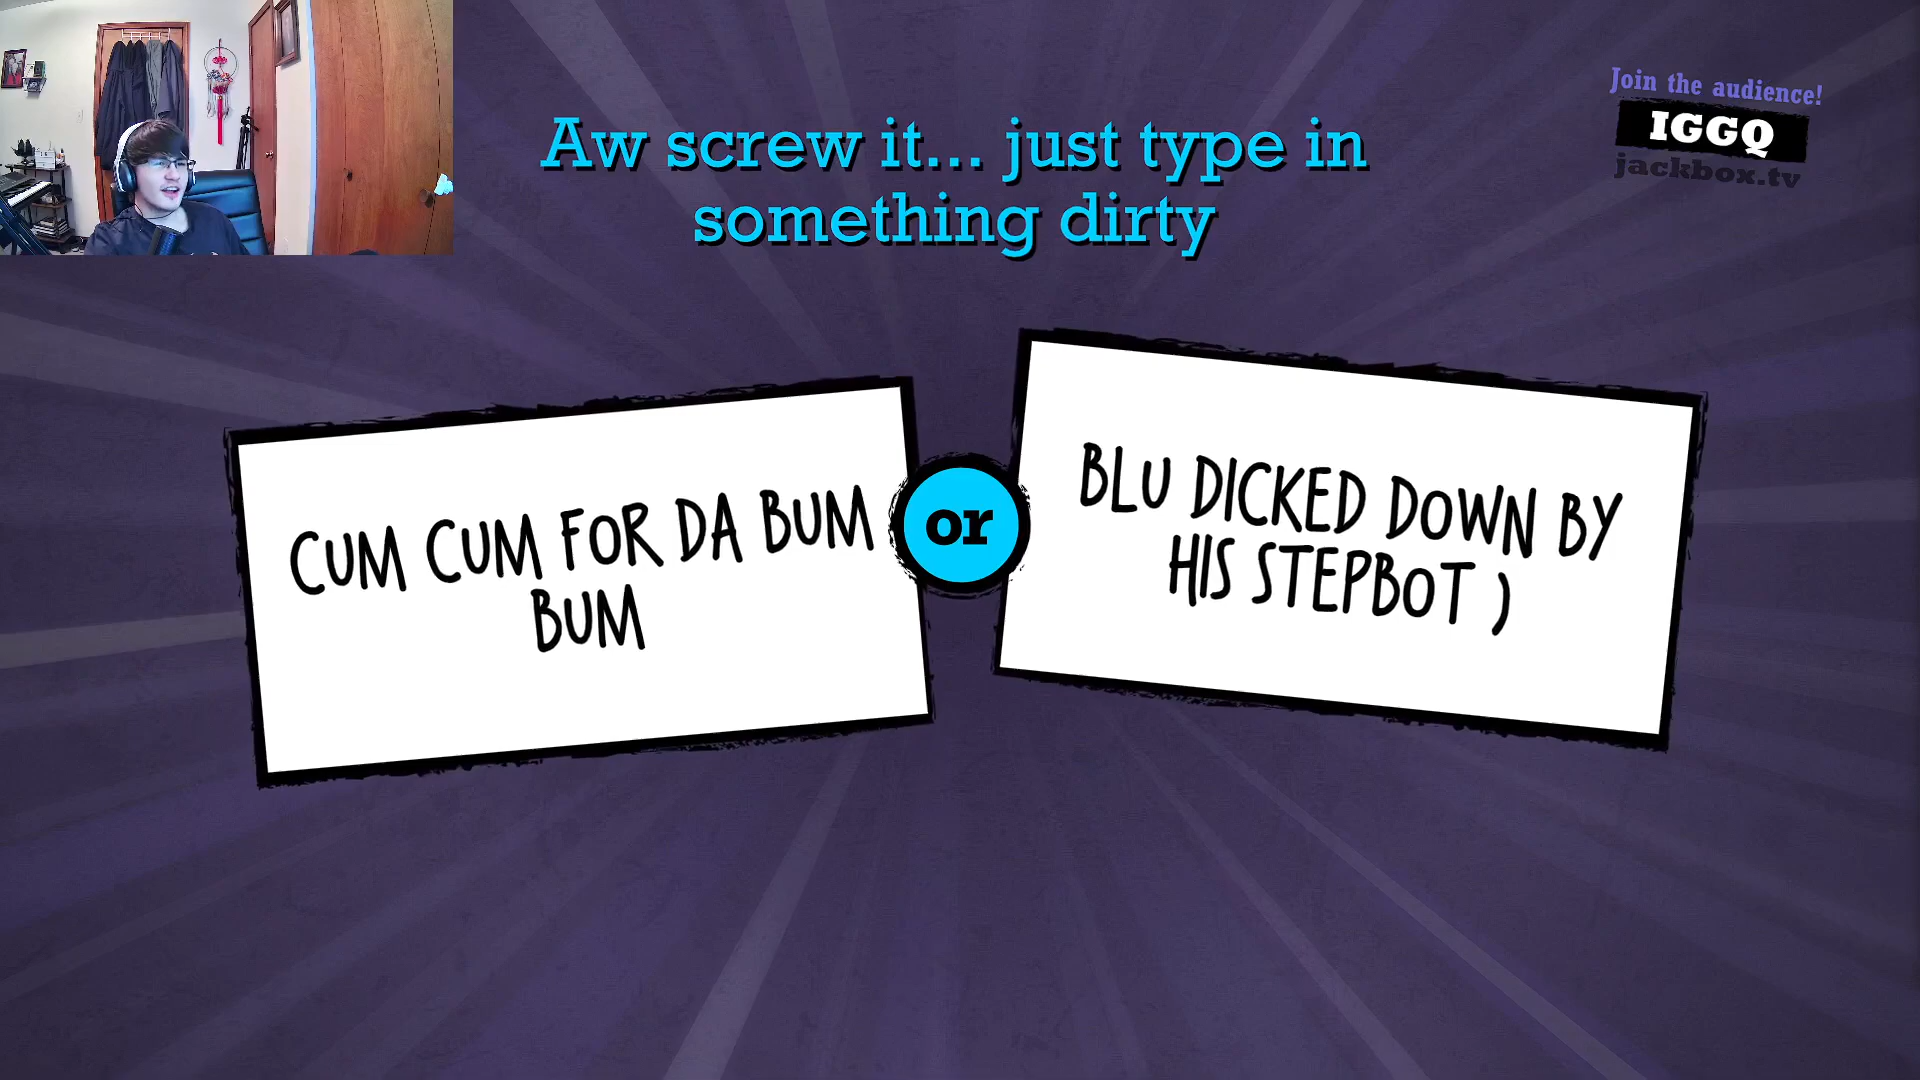 Aw screw it... just type in
something dirty
Join the audience!
IGGQ
jackbox.tv
CUM CUM FOR DA BUM
BUM
or
BLU DICKED DOWN BY
HIS STEPBOT )